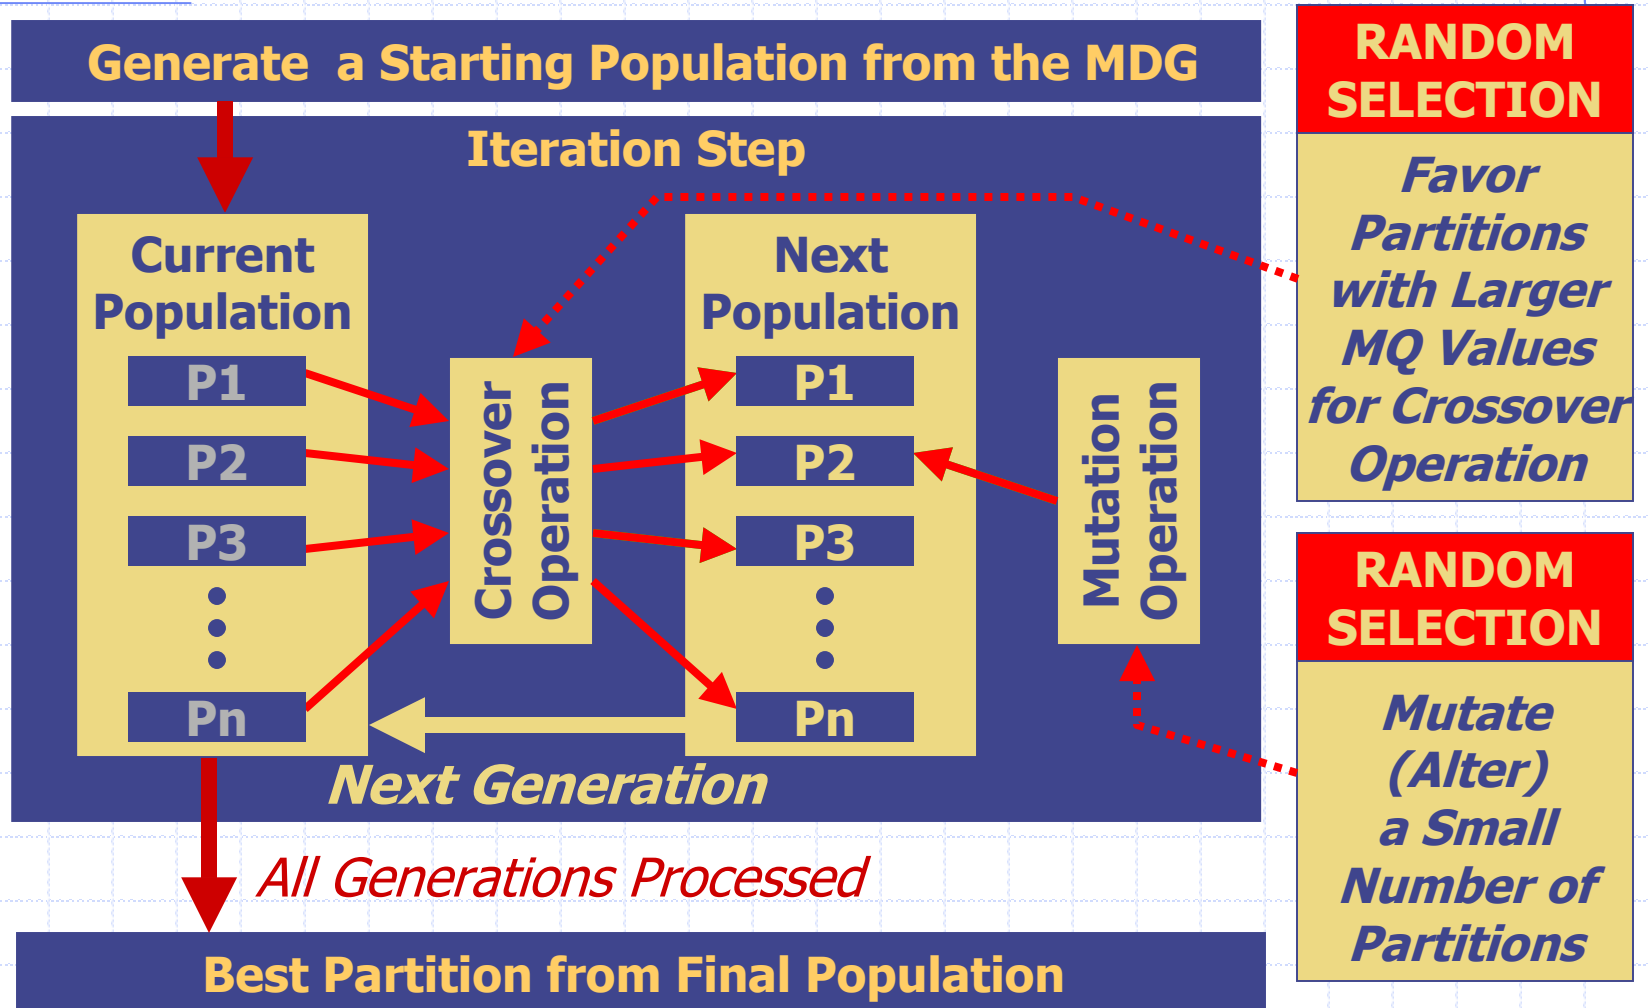 Generate a Starting Population from the MDG
Iteration Step
Current
Population
P1
P2
P3
Pn
Crossover
Operation
Next
Population
P1
P2
P3
Pn
Mutation
Operation
Next Generation
All Generations Processed
Best Partition from Final Population
RANDOM
SELECTION
Favor
Partitions
with Larger
MQ Values
for Crossover
Operation
RANDOM
SELECTION
Mutate
(Alter)
a Small
Number of
Partitions